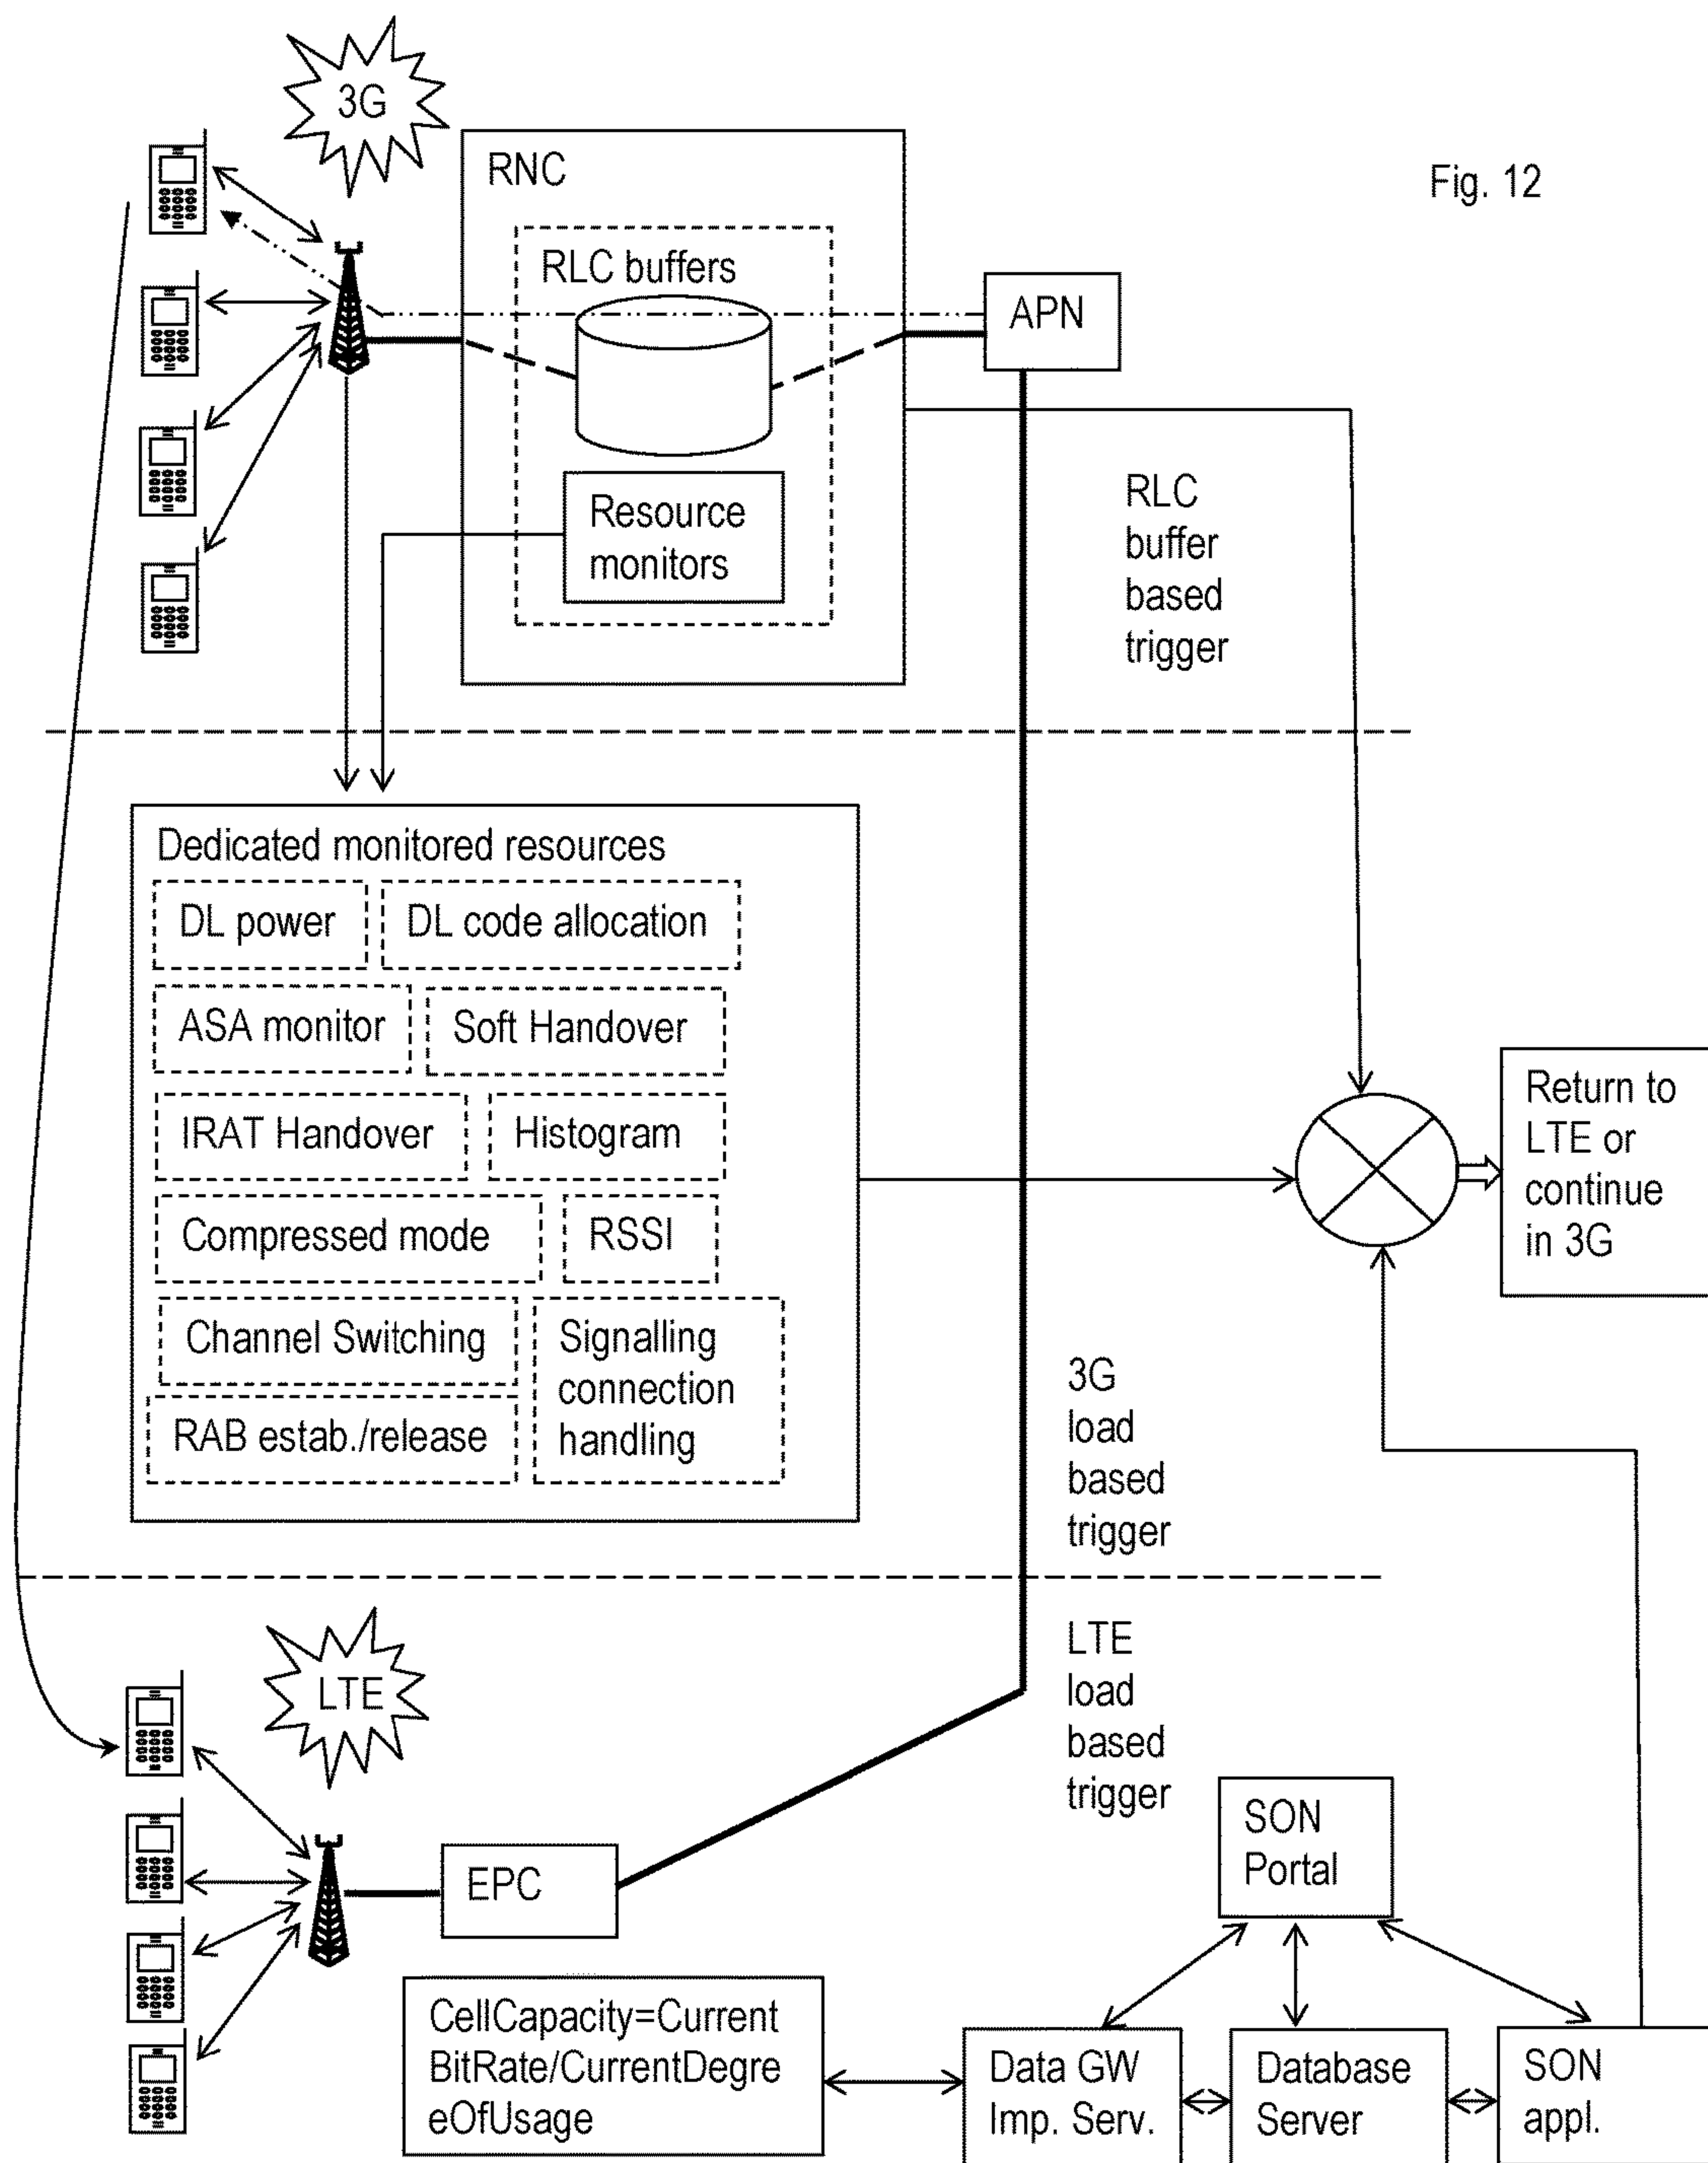 3G
Fig. 12
RNC
RLC buffers
APN
Resource
monitors
RLC
buffer
based
trigger
Dedicated monitored resources
DL power
DL code allocation
ASA monitor
Soft Handover
IRAT Handover
Histogram
Compressed mode
RSSI
Channel Switching
Signalling
connection
handling
RAB estab./release
Return to
LTE or
continue
in 3G
3G
load
based
trigger
LTE
load
based
trigger
LTE
EPC
SON
Portal
CellCapacity=Current
BitRate/CurrentDegre
eOfUsage
Data GW
Imp. Serv.
Database
Server
SON
appl.